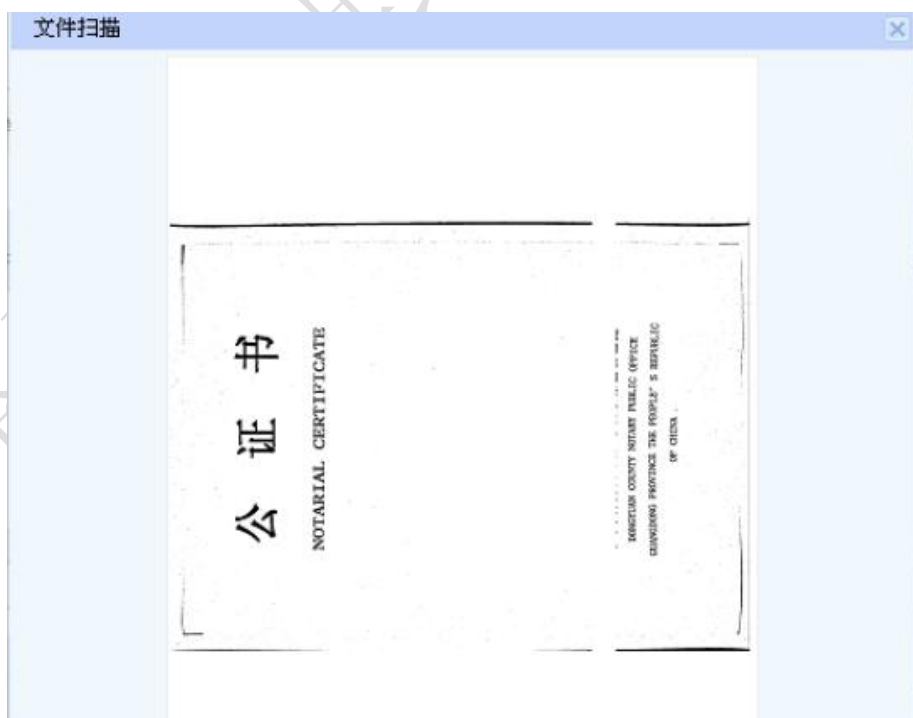 文件扫描
公证书
NOTARIAL CERTIFICATE
DONGYUAN COUNTY NOTARY PUBLIC OFFICE
GUANGDONG PROVINCE THE PEOPLE'S REPUBLIC
OF CHINA